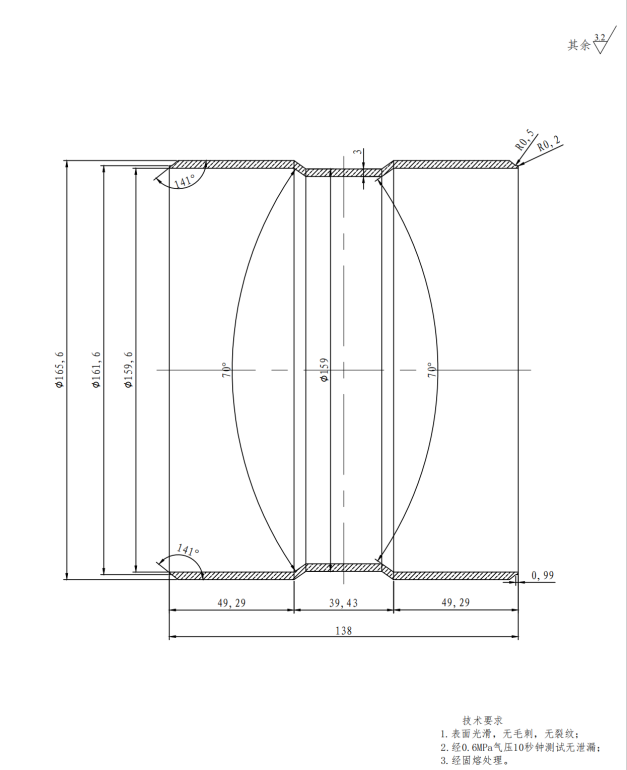 其余 3.2
R0,5
R0,2
3
141°
Φ165,6
Φ161,6
Φ159,6
70°
Φ159
70°
141°
0,99
49,29
39,43
49,29
138
技术要求
1.表面光滑，无毛刺，无裂纹；
2.经0.6MPa气压10秒钟测试无泄漏；
3.经固熔处理。